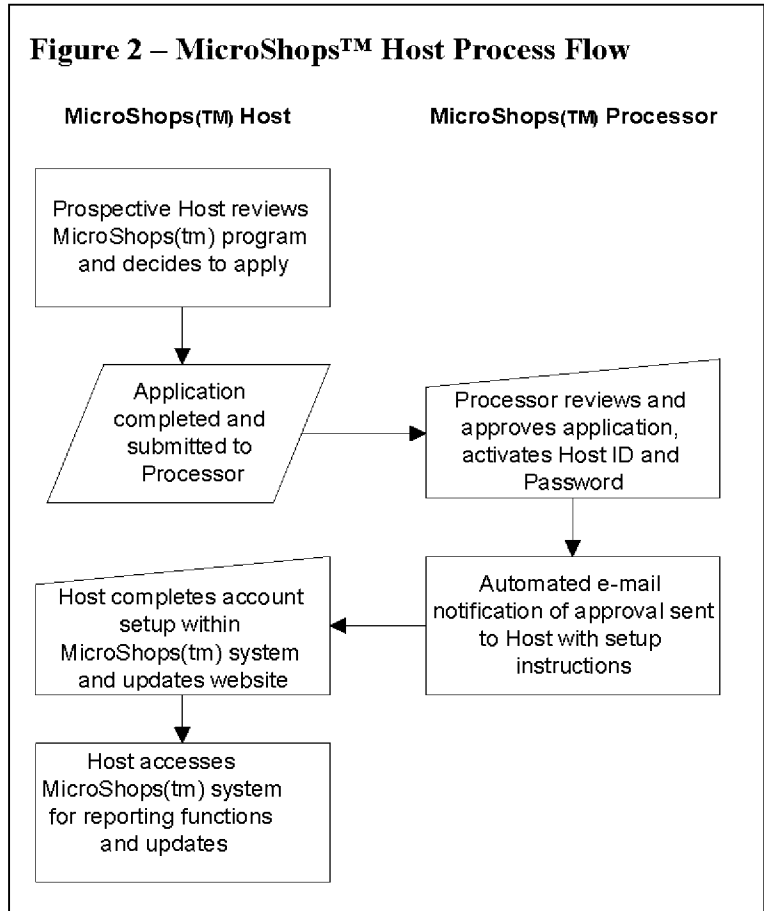 Figure 2 – MicroShops™ Host Process Flow
MicroShops(TM) Host
MicroShops(TM) Processor
Prospective Host reviews
MicroShops(tm) program
and decides to apply
Application
completed and
submitted to
Processor
Processor reviews and
approves application,
activates Host ID and
Password
Automated e-mail
notification of approval sent
to Host with setup
instructions
Host completes account
setup within
MicroShops(tm) system
and updates website
Host accesses
MicroShops(tm) system
for reporting functions
and updates